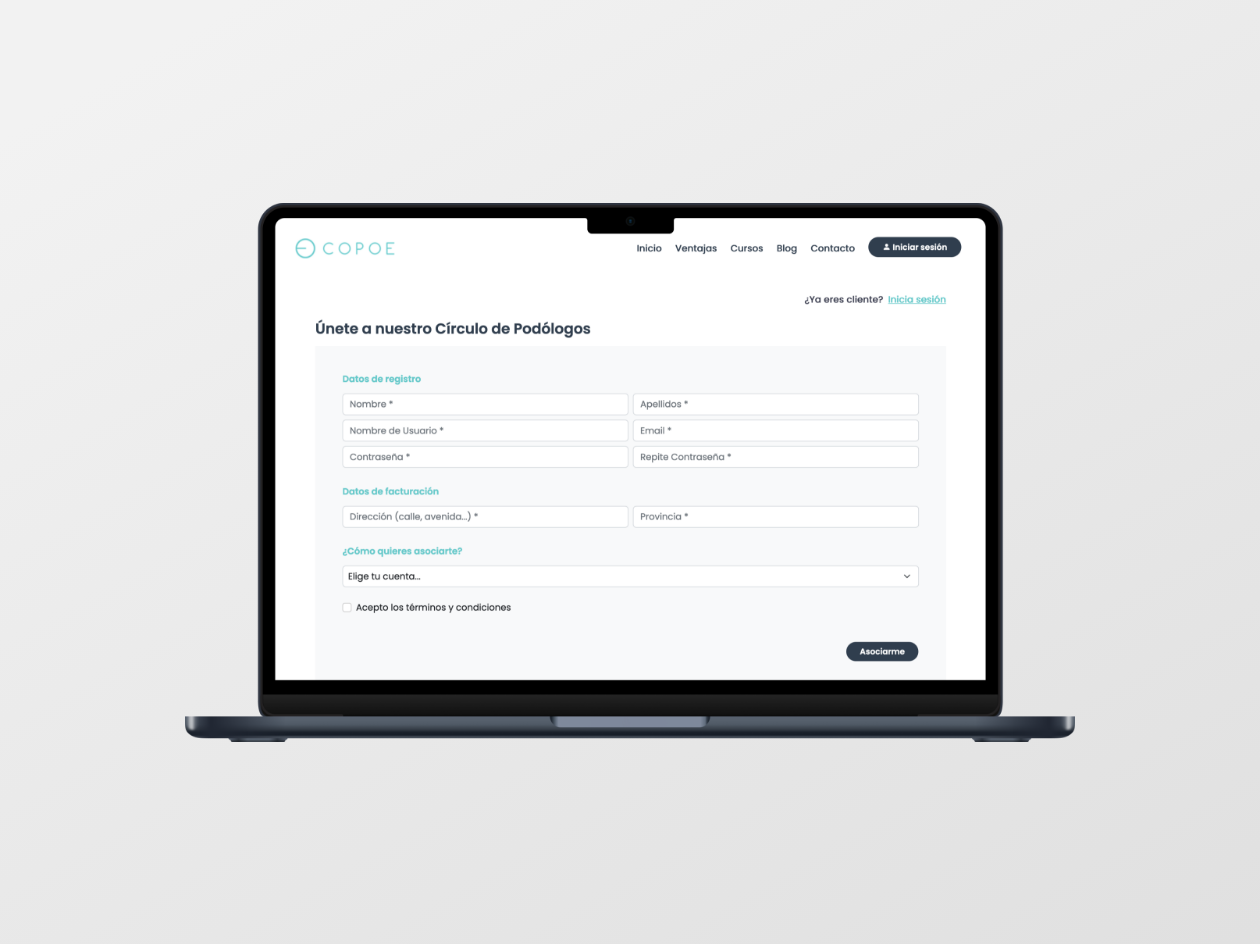 COPOE
Inicio Ventajas Cursos Blog Contacto Iniciar sesión
¿Ya eres cliente? Inicia sesión
Únete a nuestro Círculo de Podólogos
Datos de registro
Nombre * Apellidos *
Nombre de Usuario * Email *
Contraseña * Repite Contraseña *
Datos de facturación
Dirección (calle, avenida...) * Provincia *
¿Cómo quieres asociarte?
Elige tu cuenta...
Acepto los términos y condiciones
Asociarme